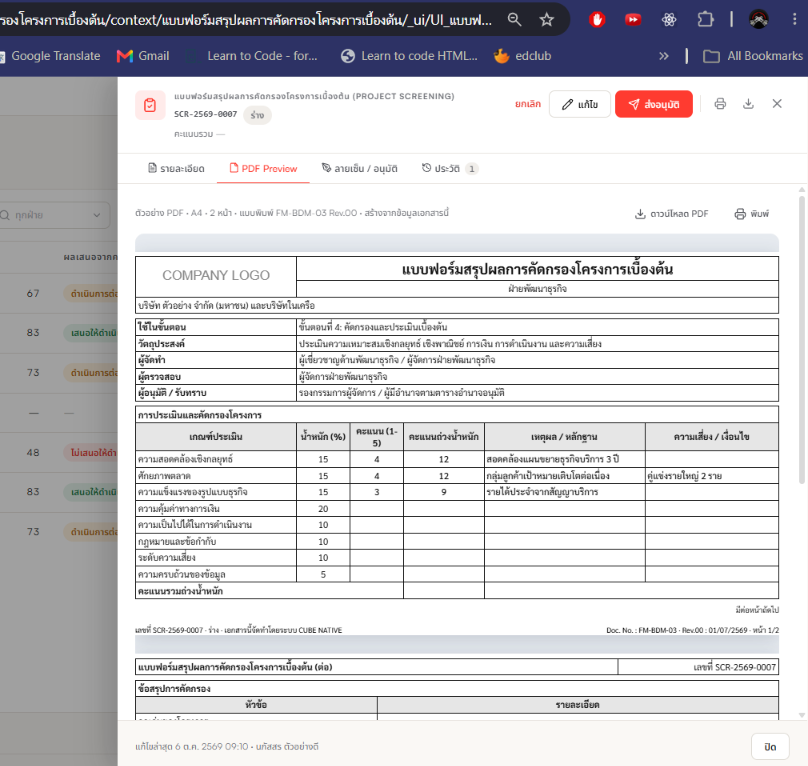 รองโครงการเบื้องต้น/context/แบบฟอร์มสรุปผลการคัดกรองโครงการเบื้องต้น/_ui/UI_แบบฟ...
Google Translate
Gmail
Learn to Code - for...
Learn to code HTML...
edclub
»
All Bookmarks
แบบฟอร์มสรุปผลการคัดกรองโครงการเบื้องต้น (PROJECT SCREENING)
SCR-2569-0007 ร่าง
คะแนนรวม —
ยกเลิก
แก้ไข
ส่งอนุมัติ
รายละเอียด
PDF Preview
ลายเซ็น / อนุมัติ
ประวัติ 1
ทุกฝ่าย
ผลเสนอจากค
67 ดำเนินการต่อ
83 เสนอให้ดำเนิ
73 ดำเนินการต่อ
— —
48 ไม่เสนอให้ดำ
83 เสนอให้ดำเนิ
73 ดำเนินการต่อ
ตัวอย่าง PDF • A4 • 2 หน้า • แบบพิมพ์ FM-BDM-03 Rev.00 • สร้างจากข้อมูลเอกสารนี้
ดาวน์โหลด PDF
พิมพ์
COMPANY LOGO
แบบฟอร์มสรุปผลการคัดกรองโครงการเบื้องต้น
ฝ่ายพัฒนาธุรกิจ
บริษัท ตัวอย่าง จำกัด (มหาชน) และบริษัทในเครือ
ใช้ในขั้นตอน ขั้นตอนที่ 4: คัดกรองและประเมินเบื้องต้น
วัตถุประสงค์ ประเมินความเหมาะสมเชิงกลยุทธ์ เชิงพาณิชย์ การเงิน การดำเนินงาน และความเสี่ยง
ผู้จัดทำ ผู้เชี่ยวชาญด้านพัฒนาธุรกิจ / ผู้จัดการฝ่ายพัฒนาธุรกิจ
ผู้ตรวจสอบ ผู้จัดการฝ่ายพัฒนาธุรกิจ
ผู้อนุมัติ / รับทราบ รองกรรมการผู้จัดการ / ผู้มีอำนาจตามตารางอำนาจอนุมัติ
การประเมินและคัดกรองโครงการ
เกณฑ์ประเมิน น้ำหนัก (%) คะแนน (1-5) คะแนนถ่วงน้ำหนัก เหตุผล / หลักฐาน ความเสี่ยง / เงื่อนไข
ความสอดคล้องเชิงกลยุทธ์ 15 4 12 สอดคล้องแผนขยายธุรกิจบริการ 3 ปี
ศักยภาพตลาด 15 4 12 กลุ่มลูกค้าเป้าหมายเติบโตต่อเนื่อง คู่แข่งรายใหญ่ 2 ราย
ความแข็งแรงของรูปแบบธุรกิจ 15 3 9 รายได้ประจำจากสัญญาบริการ
ความคุ้มค่าทางการเงิน 20
ความเป็นไปได้ในการดำเนินงาน 10
กฎหมายและข้อกำกับ 10
ระดับความเสี่ยง 10
ความครบถ้วนของข้อมูล 5
คะแนนรวมถ่วงน้ำหนัก
มีต่อหน้าถัดไป
เลขที่ SCR-2569-0007 · ร่าง · เอกสารนี้จัดทำโดยระบบ CUBE NATIVE
Doc. No. : FM-BDM-03 · Rev.00 : 01/07/2569 · หน้า 1/2
แบบฟอร์มสรุปผลการคัดกรองโครงการเบื้องต้น (ต่อ) เลขที่ SCR-2569-0007
ข้อสรุปการคัดกรอง
หัวข้อ รายละเอียด
แก้ไขล่าสุด 6 ต.ค. 2569 09:10 • นภัสสร ตัวอย่างดี
ปิด